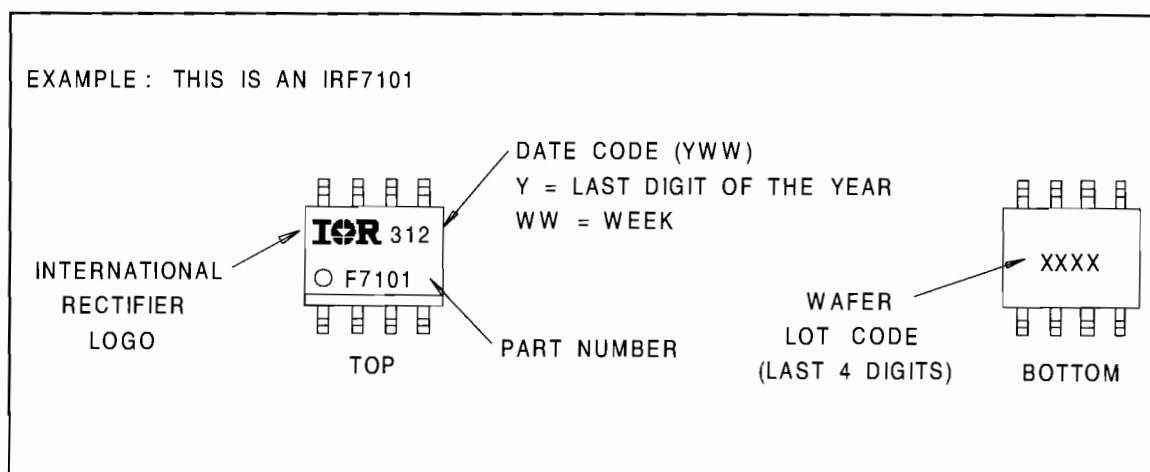 EXAMPLE : THIS IS AN IRF7101
DATE CODE (YWW)
Y = LAST DIGIT OF THE YEAR
WW = WEEK
IOR 312
F7101
INTERNATIONAL
RECTIFIER
LOGO
PART NUMBER
TOP
XXXX
WAFER
LOT CODE
(LAST 4 DIGITS)
BOTTOM